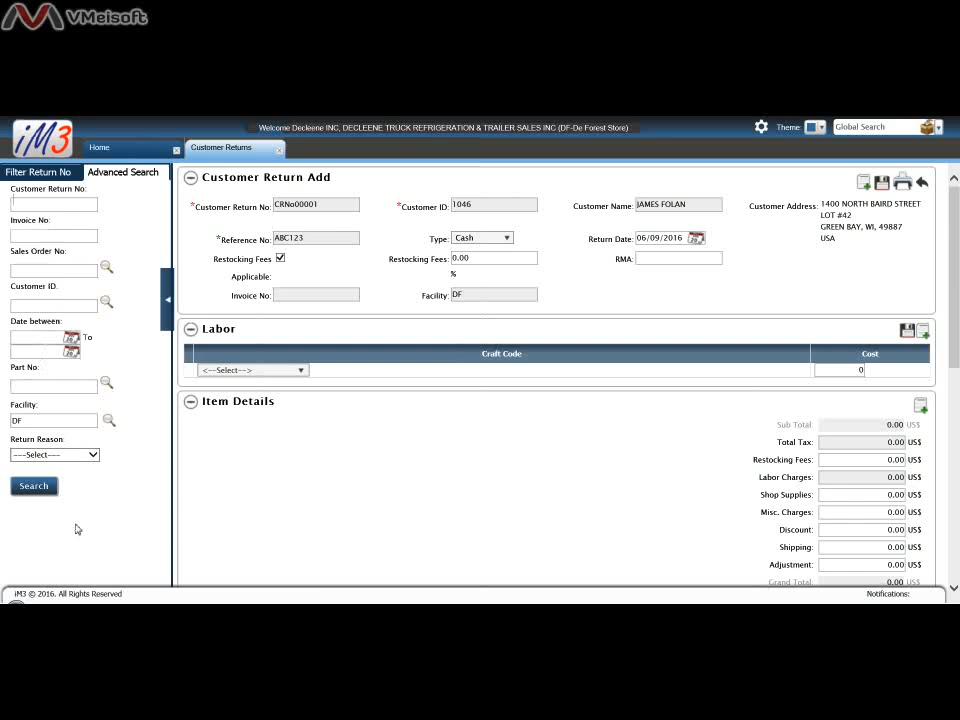 VMeisoft
iM3
Welcome Decleene INC, DECLEENE TRUCK REFRIGERATION & TRAILER SALES INC (DF-De Forest Store)
Theme:
Global Search
Home
Customer Returns
Filter Return No
Advanced Search
Customer Return No:
Invoice No:
Sales Order No:
Customer ID.
Date between:
To
Part No:
Facility:
DF
Return Reason:
---Select---
Search
Customer Return Add
*Customer Return No: CRNo00001
*Customer ID: 1046
Customer Name: JAMES FOLAN
Customer Address: 1400 NORTH BAIRD STREET
LOT #42
GREEN BAY, WI, 49887
USA
*Reference No: ABC123
Type: Cash
Return Date: 06/09/2016
Restocking Fees Applicable:
Restocking Fees: 0.00
%
RMA:
Invoice No:
Facility: DF
Labor
Craft Code
Cost
<--Select-->
0
Item Details
Sub Total: 0.00 US$
Total Tax: 0.00 US$
Restocking Fees: 0.00 US$
Labor Charges: 0.00 US$
Shop Supplies: 0.00 US$
Misc. Charges: 0.00 US$
Discount: 0.00 US$
Shipping: 0.00 US$
Adjustment: 0.00 US$
Grand Total: 0.00 US$
iM3 © 2016. All Rights Reserved
Notifications: